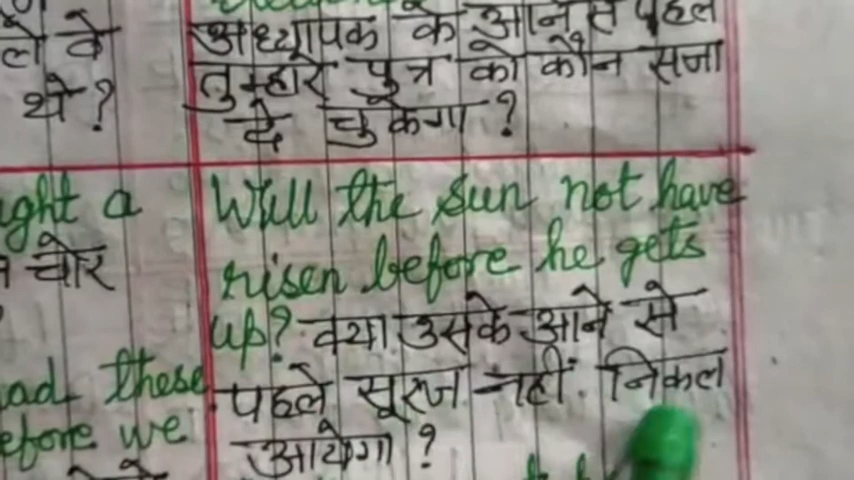 ले वे
थे?
अध्यापक के आने से पहले
तुम्हारे पुत्र को कौन सजा
दे चुकेगा?
ught a
चोर
ad these
efore we
Will the sun not have
risen before he gets
up? क्या उसके आने से
पहले सूरज नहीं निकल
आयेगा?